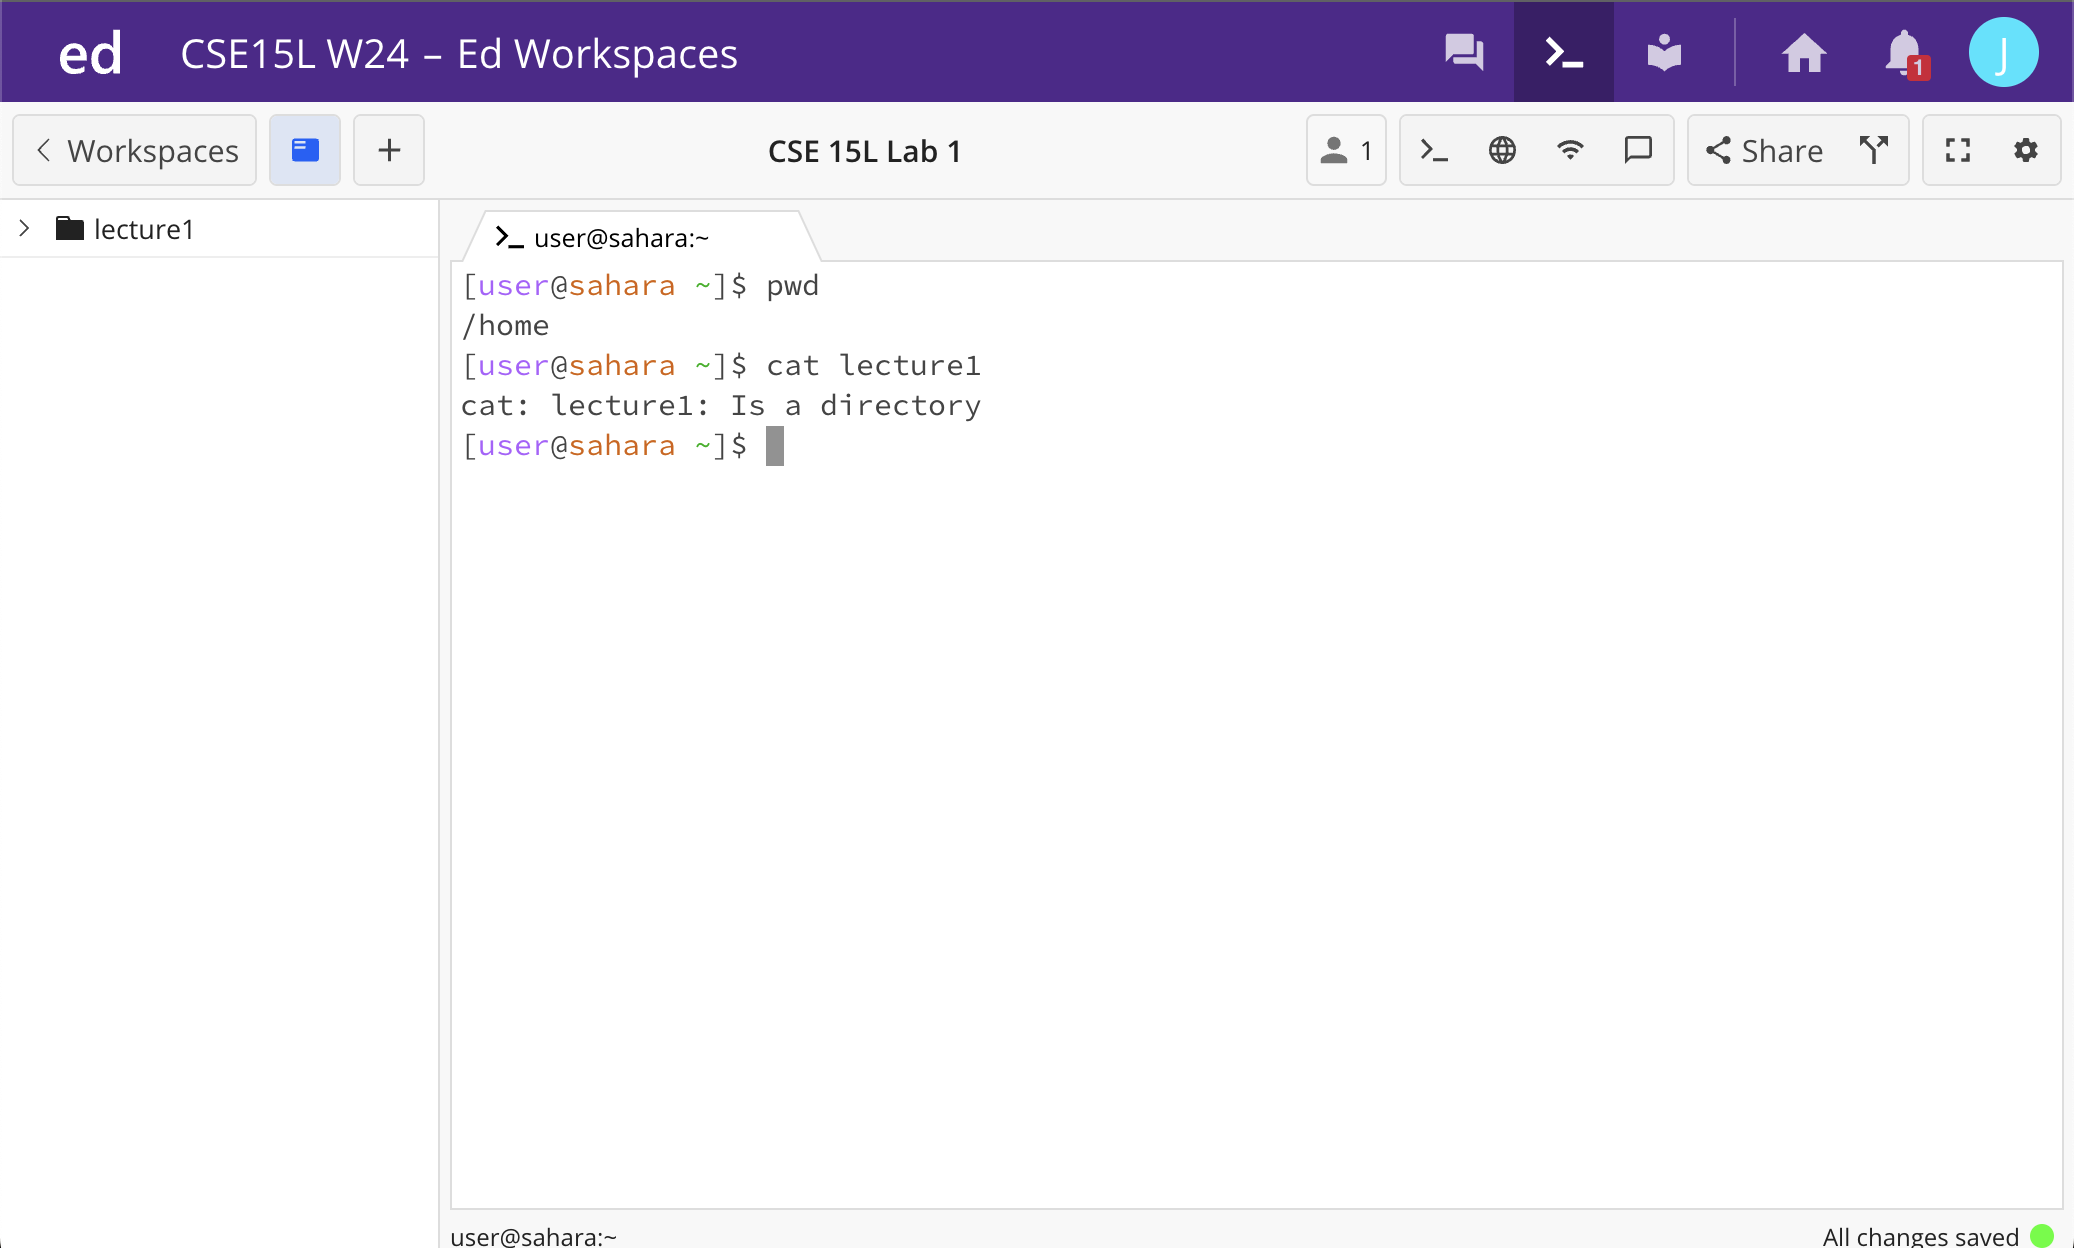 ed CSE15L W24 – Ed Workspaces 1 J
Workspaces CSE 15L Lab 1 1 Share
lecture1
user@sahara:~
[user@sahara ~]$ pwd
/home
[user@sahara ~]$ cat lecture1
cat: lecture1: Is a directory
[user@sahara ~]$
user@sahara:~ All changes saved